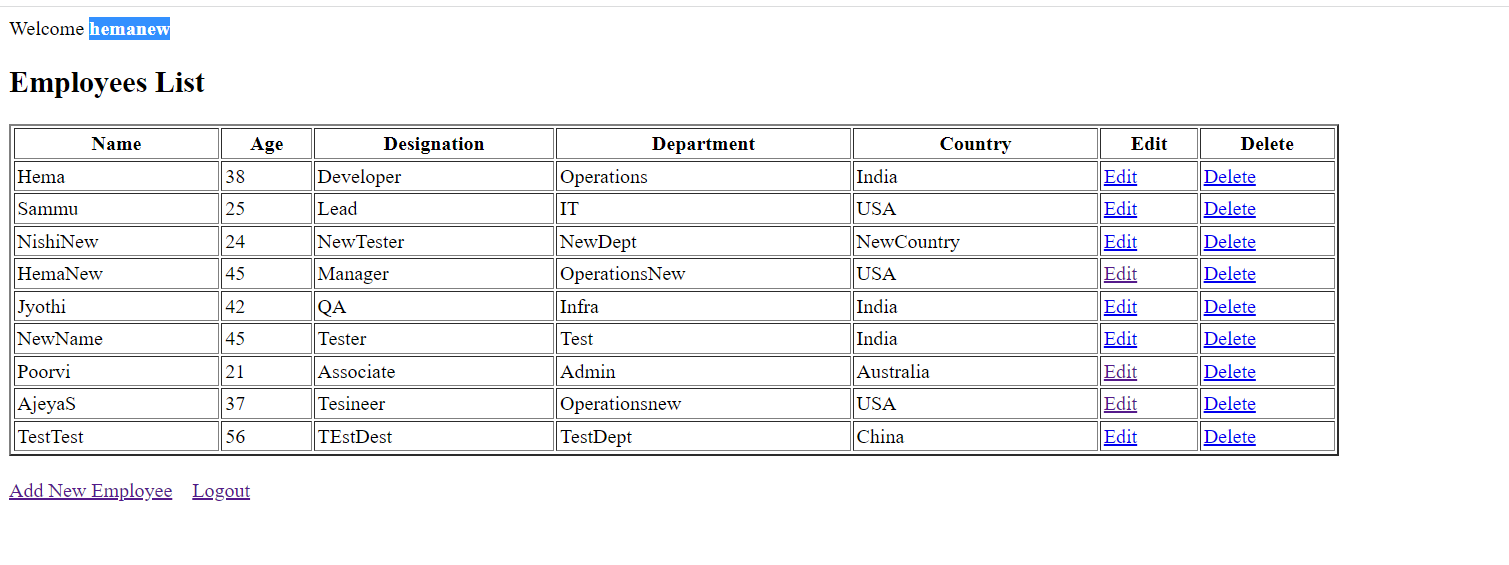 Welcome hemanew
Employees List
Name Age Designation Department Country Edit Delete
Hema 38 Developer Operations India Edit Delete
Sammu 25 Lead IT USA Edit Delete
NishiNew 24 NewTester NewDept NewCountry Edit Delete
HemaNew 45 Manager OperationsNew USA Edit Delete
Jyothi 42 QA Infra India Edit Delete
NewName 45 Tester Test India Edit Delete
Poorvi 21 Associate Admin Australia Edit Delete
AjeyaS 37 Tesineer Operationsnew USA Edit Delete
TestTest 56 TEstDest TestDept China Edit Delete
Add New Employee Logout